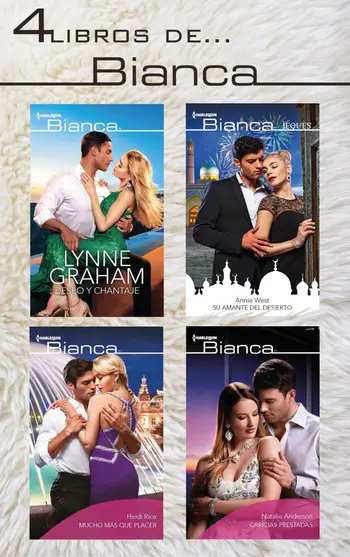 4 LIBROS DE...
Bianca
HARLEQUIN
Bianca
LYNNE
GRAHAM
DESEO Y CHANTAJE
HARLEQUIN
Bianca
JEQUES
Annie West
SU AMANTE DEL DESIERTO
HARLEQUIN
Bianca
Heidi Rice
MUCHO MÁS QUE PLACER
HARLEQUIN
Bianca
Natalie Anderson
CARICIAS PRESTADAS